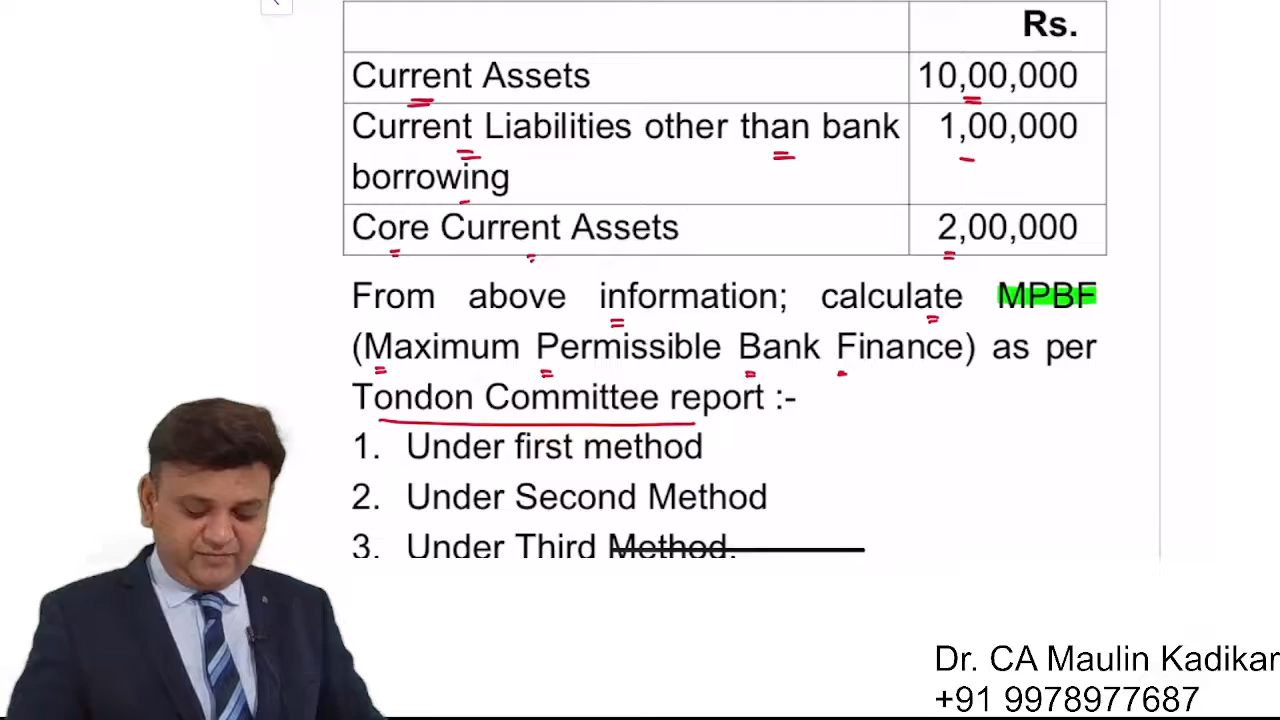 Rs.
Current Assets 10,00,000
Current Liabilities other than bank 1,00,000
borrowing
Core Current Assets 2,00,000
From above information; calculate MPBF
(Maximum Permissible Bank Finance) as per
Tondon Committee report :-
1. Under first method
2. Under Second Method
3. Under Third Method.
Dr. CA Maulin Kadikar
+91 9978977687